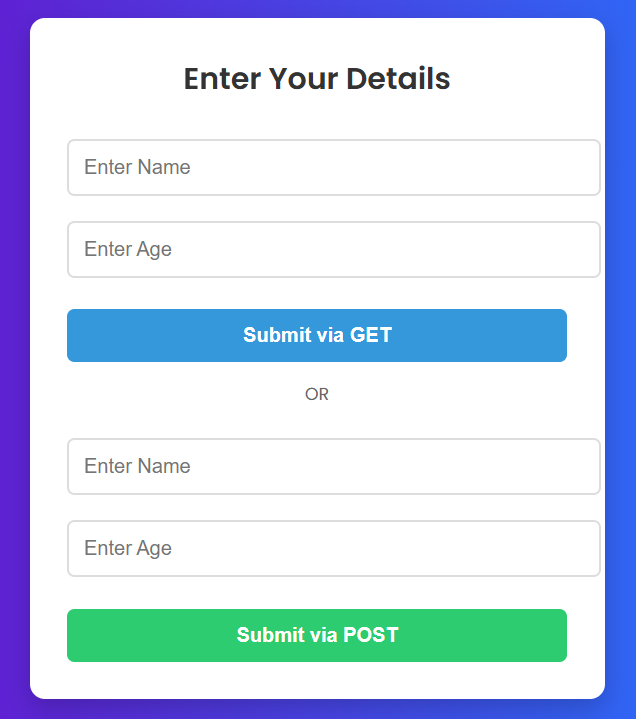 Enter Your Details
Enter Name
Enter Age
Submit via GET
OR
Enter Name
Enter Age
Submit via POST